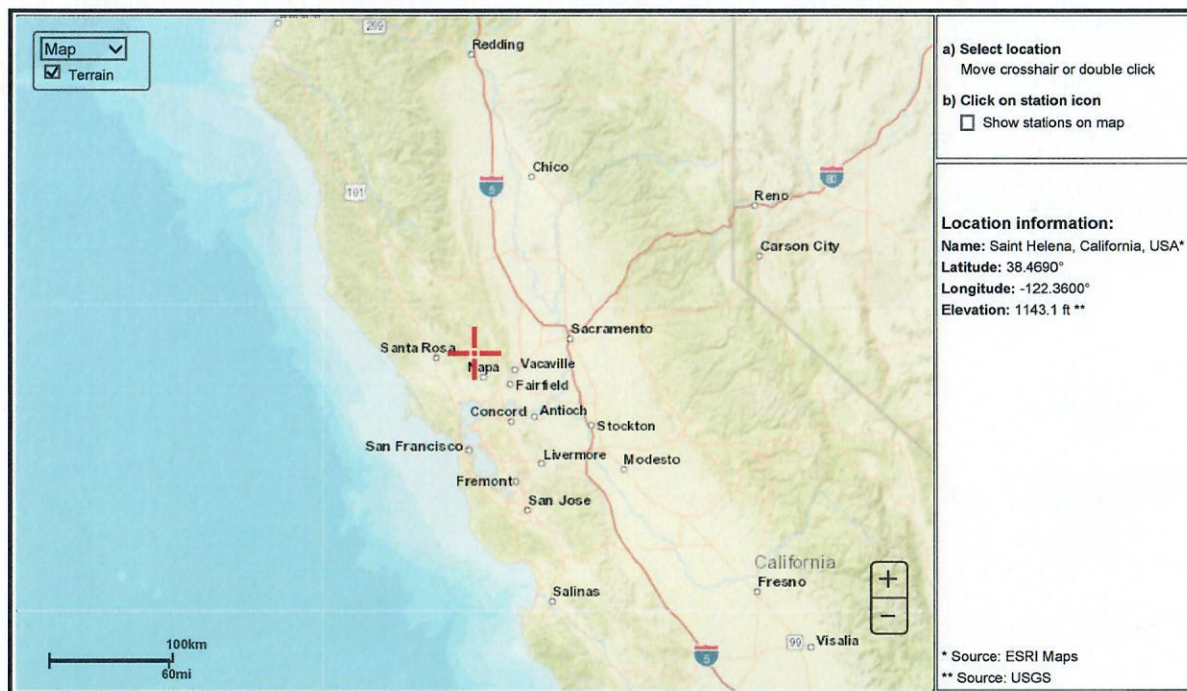 Map
Terrain
299
Redding
Chico
5
101
80
Reno
Carson City
Sacramento
Santa Rosa
Napa
Vacaville
Fairfield
Concord
Antioch
Stockton
San Francisco
Livermore
Modesto
Fremont
San Jose
California
Fresno
+
-
Salinas
99
Visalia
5
100km
60mi
a) Select location
Move crosshair or double click
b) Click on station icon
Show stations on map
Location information:
Name: Saint Helena, California, USA*
Latitude: 38.4690°
Longitude: -122.3600°
Elevation: 1143.1 ft **
* Source: ESRI Maps
** Source: USGS